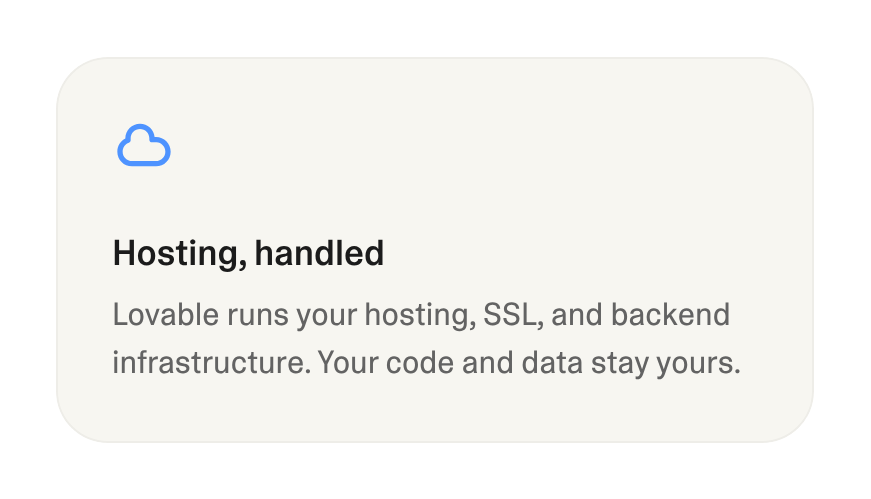 Hosting, handled
Lovable runs your hosting, SSL, and backend
infrastructure. Your code and data stay yours.